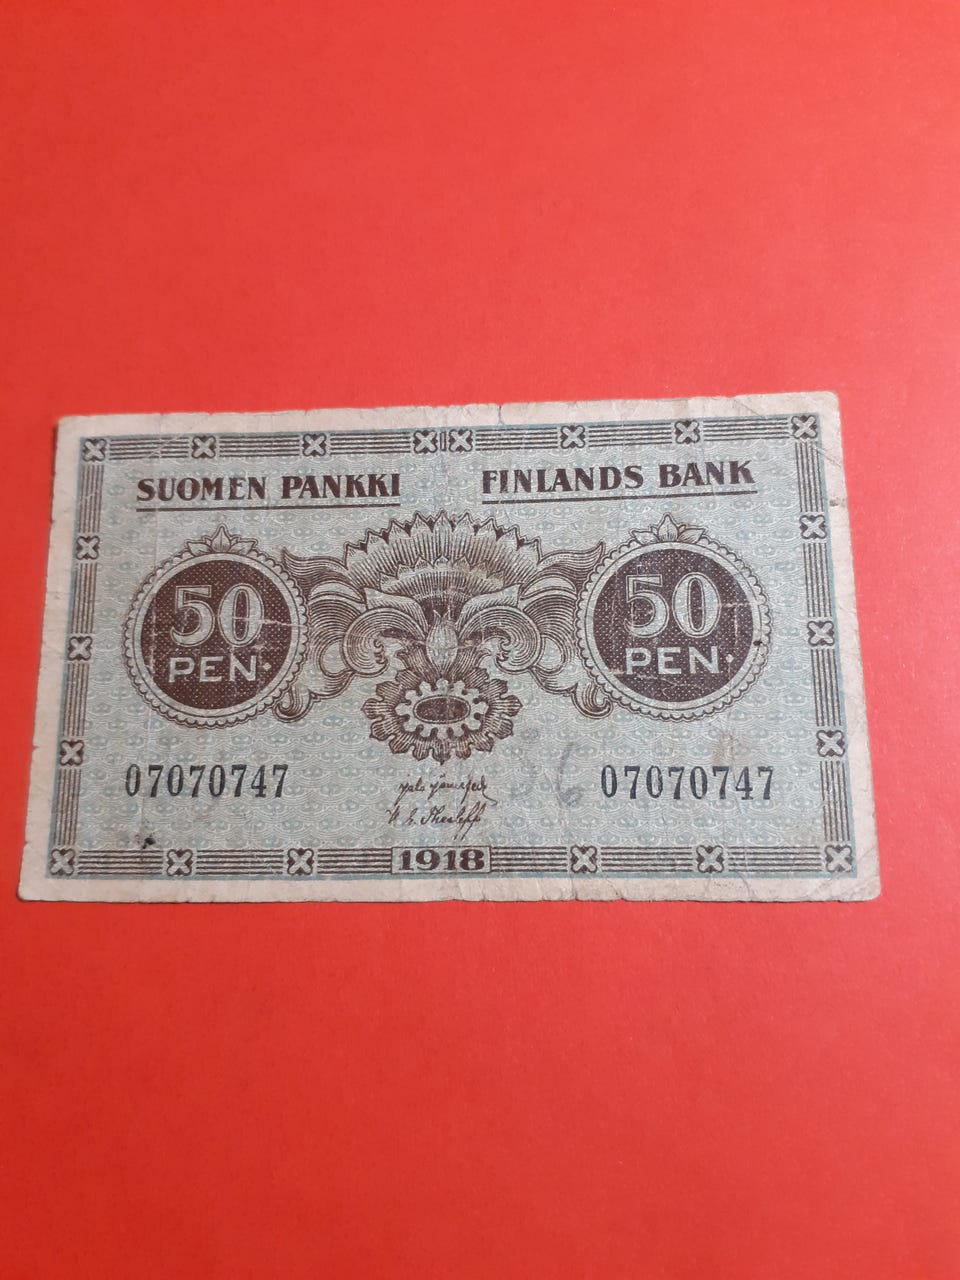 SUOMEN PANKKI FINLANDS BANK
50 50
PEN. PEN.
07070747 07070747
1918